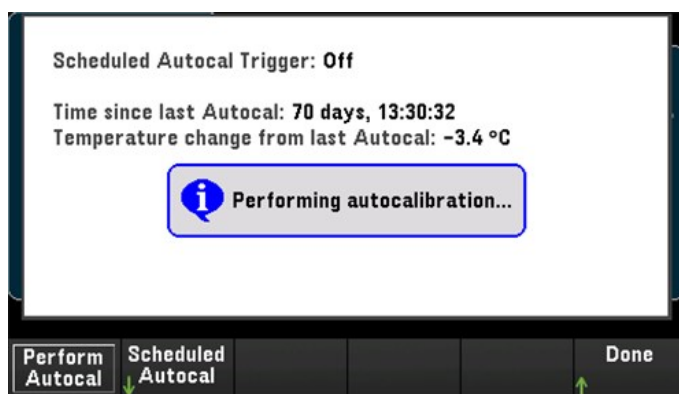 Scheduled Autocal Trigger: Off
Time since last Autocal: 70 days, 13:30:32
Temperature change from last Autocal: -3.4 °C
Performing autocalibration...
Perform Autocal
Scheduled Autocal
Done